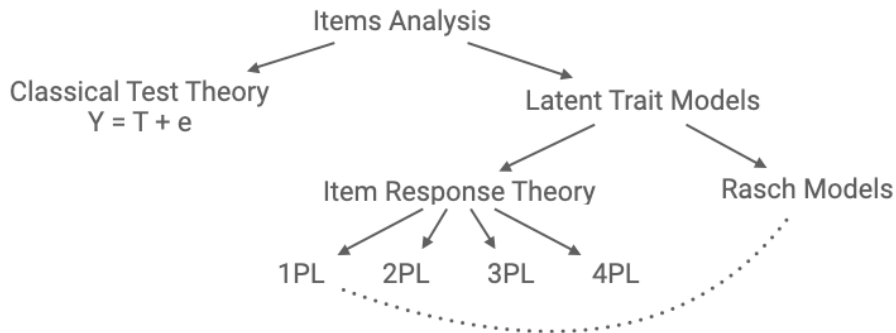 Items Analysis
Classical Test Theory
Y = T + e
Latent Trait Models
Item Response Theory
Rasch Models
1PL
2PL
3PL
4PL